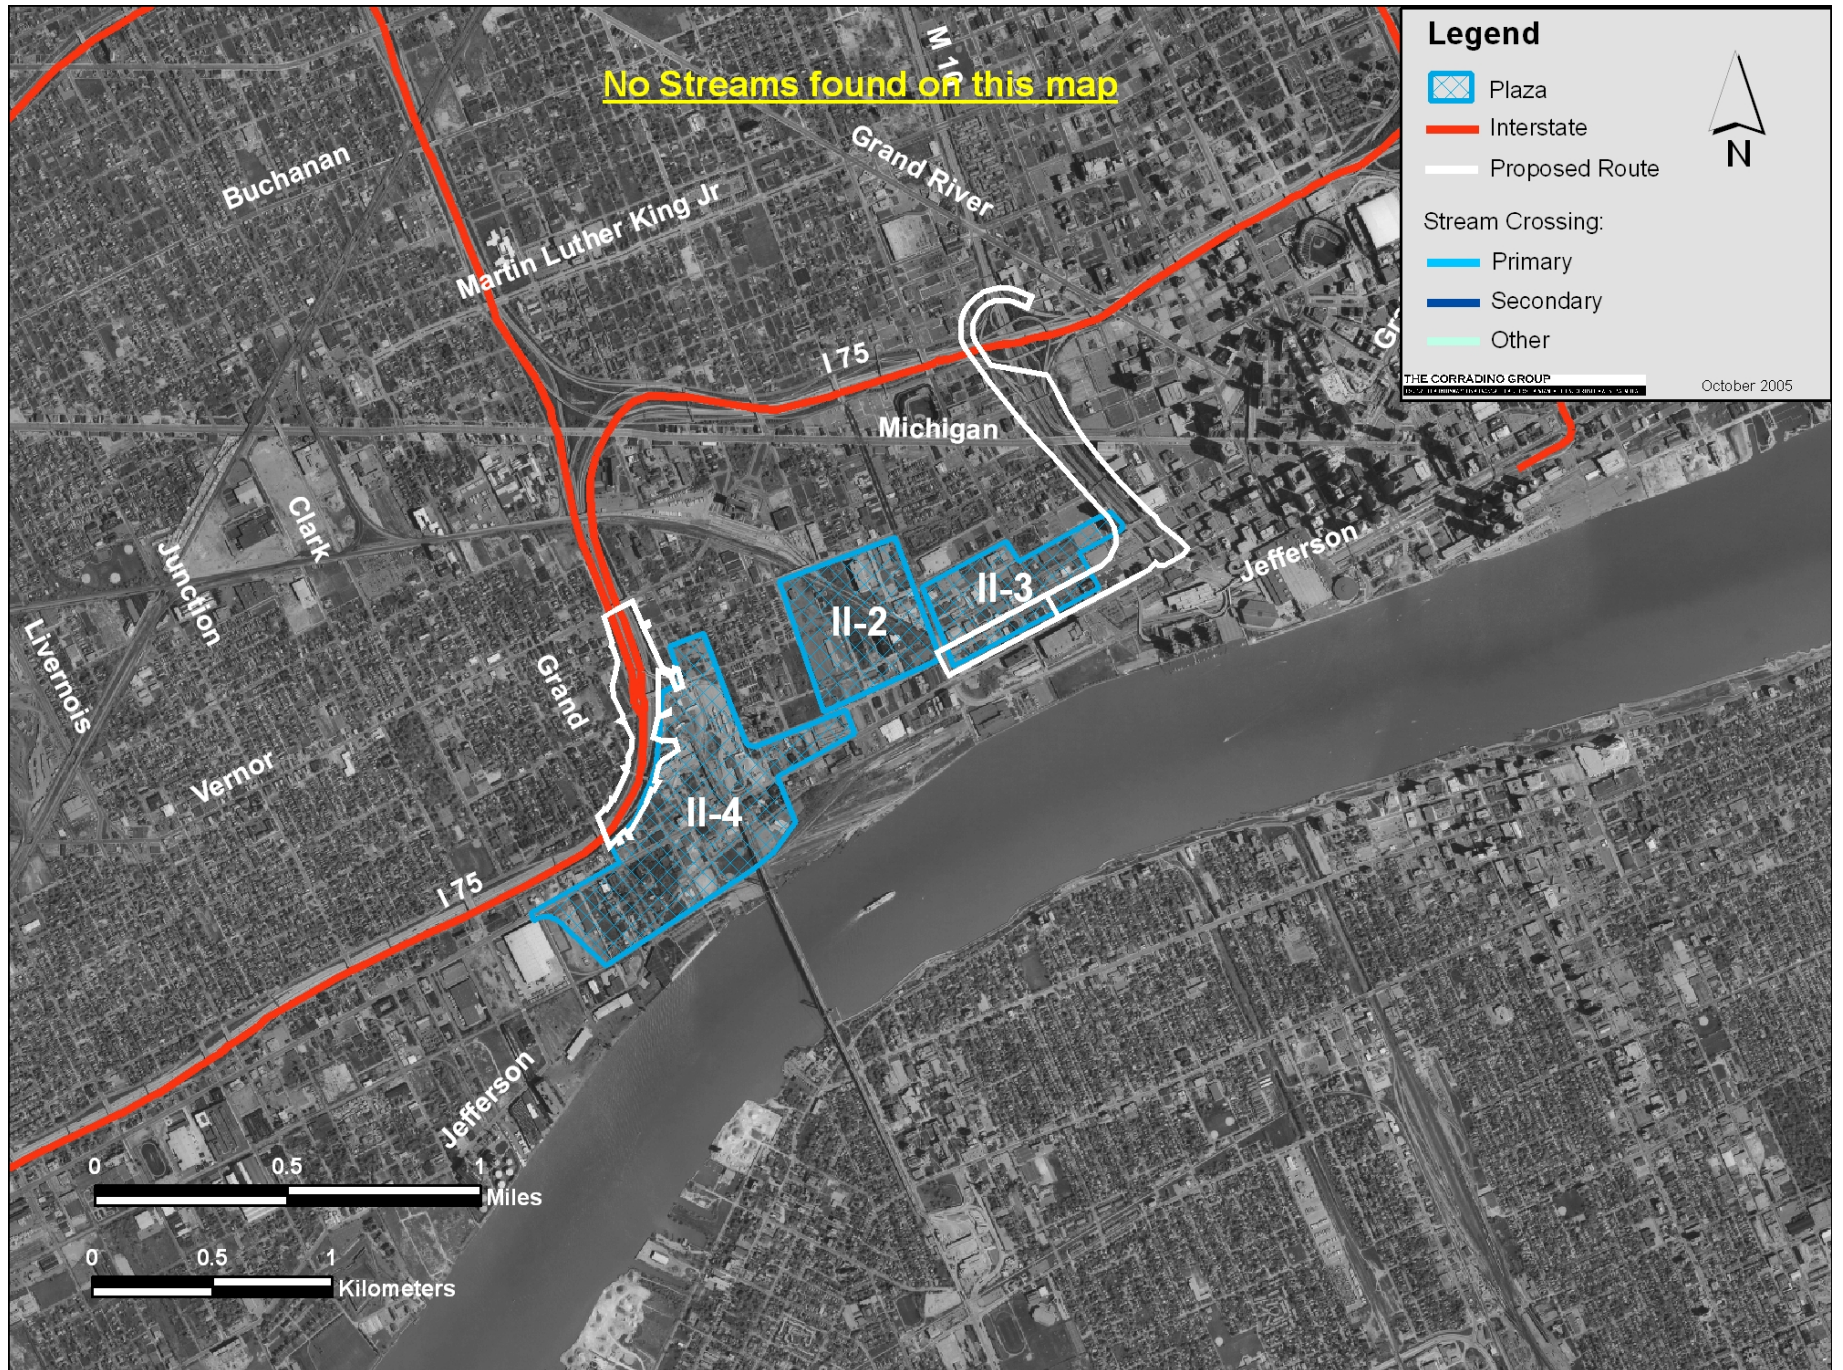 No Streams found on this map
M 10
Buchanan
Grand River
Martin Luther King Jr
I 75
Michigan
Clark
Junction
Jefferson
II-3
II-2
Livernois
Grand
Vernor
II-4
I 75
Jefferson
0 0.5 1
Miles
0 0.5 1
Kilometers
Legend
Plaza
Interstate
Proposed Route
N
Stream Crossing:
Primary
Secondary
Other
THE CORRADINO GROUP
October 2005